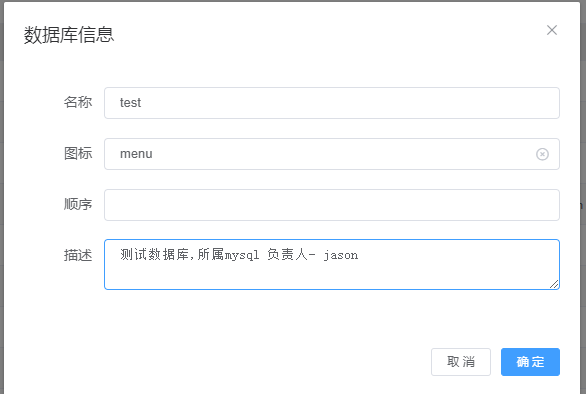 数据库信息
名称 test
图标 menu
顺序
描述 测试数据库,所属mysql 负责人- jason
取消 确定